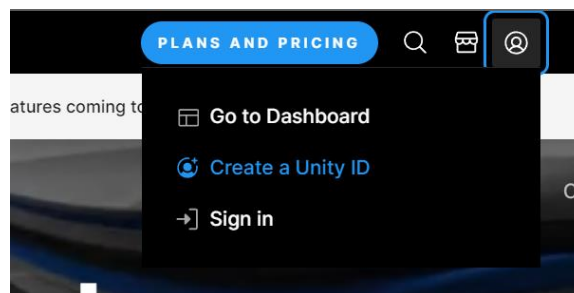 PLANS AND PRICING
atures coming to
Go to Dashboard
Create a Unity ID
Sign in